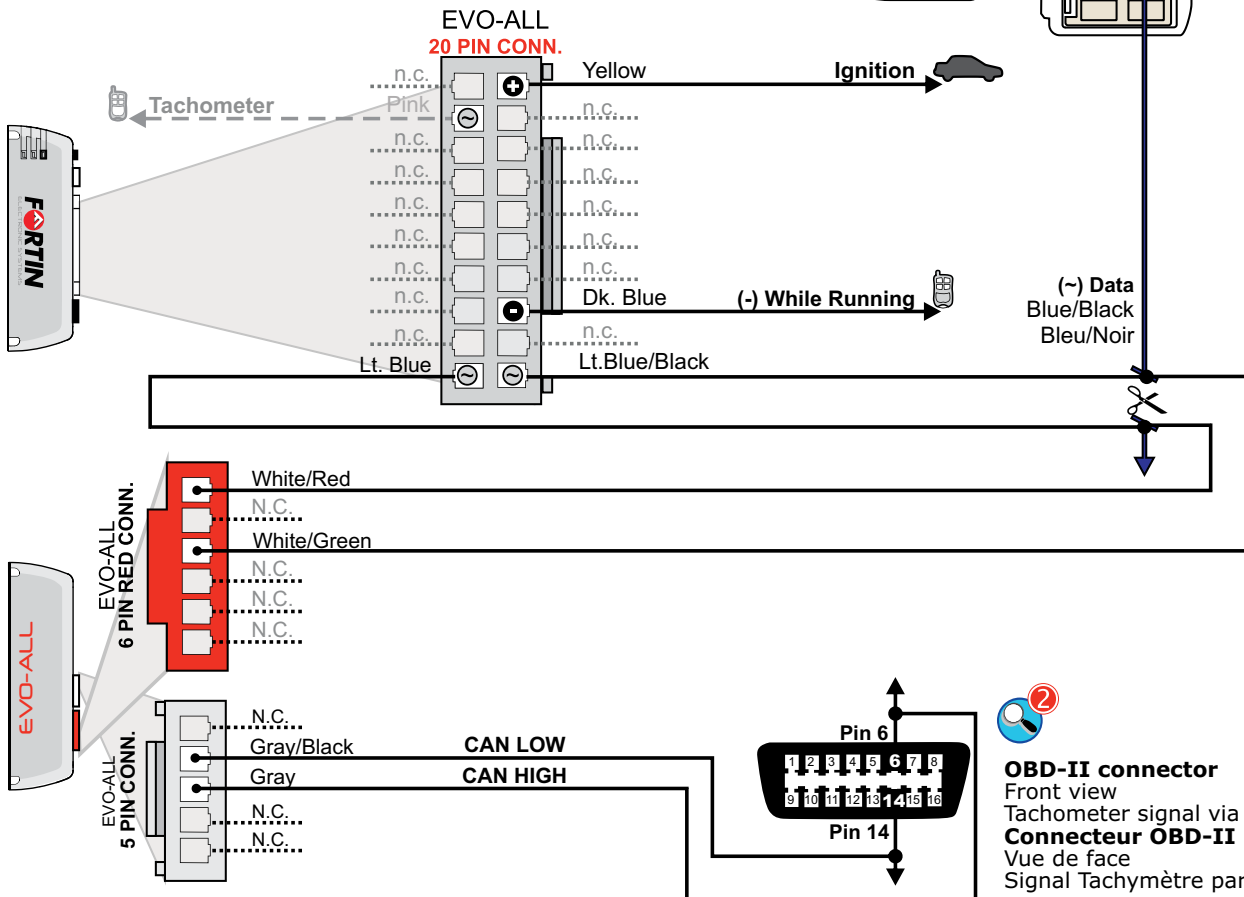 EVO-ALL
20 PIN CONN.
n.c.
Yellow
Ignition
Tachometer
Pink
n.c.
n.c.
n.c.
n.c.
n.c.
n.c.
n.c.
n.c.
n.c.
n.c.
n.c.
n.c.
Dk. Blue
(-) While Running
n.c.
n.c.
Lt. Blue
Lt.Blue/Black
(~) Data
Blue/Black
Bleu/Noir
FORTIN
ELECTRONIC SYSTEMS
EVO-ALL
6 PIN RED CONN.
White/Red
N.C.
White/Green
N.C.
N.C.
N.C.
EVO-ALL
EVO-ALL
5 PIN CONN.
N.C.
Gray/Black
CAN LOW
Gray
CAN HIGH
N.C.
N.C.
Pin 6
1 2 3 4 5 6 7 8
9 10 11 12 13 14 15 16
Pin 14
2
OBD-II connector
Front view
Tachometer signal via
Connecteur OBD-II
Vue de face
Signal Tachymètre par